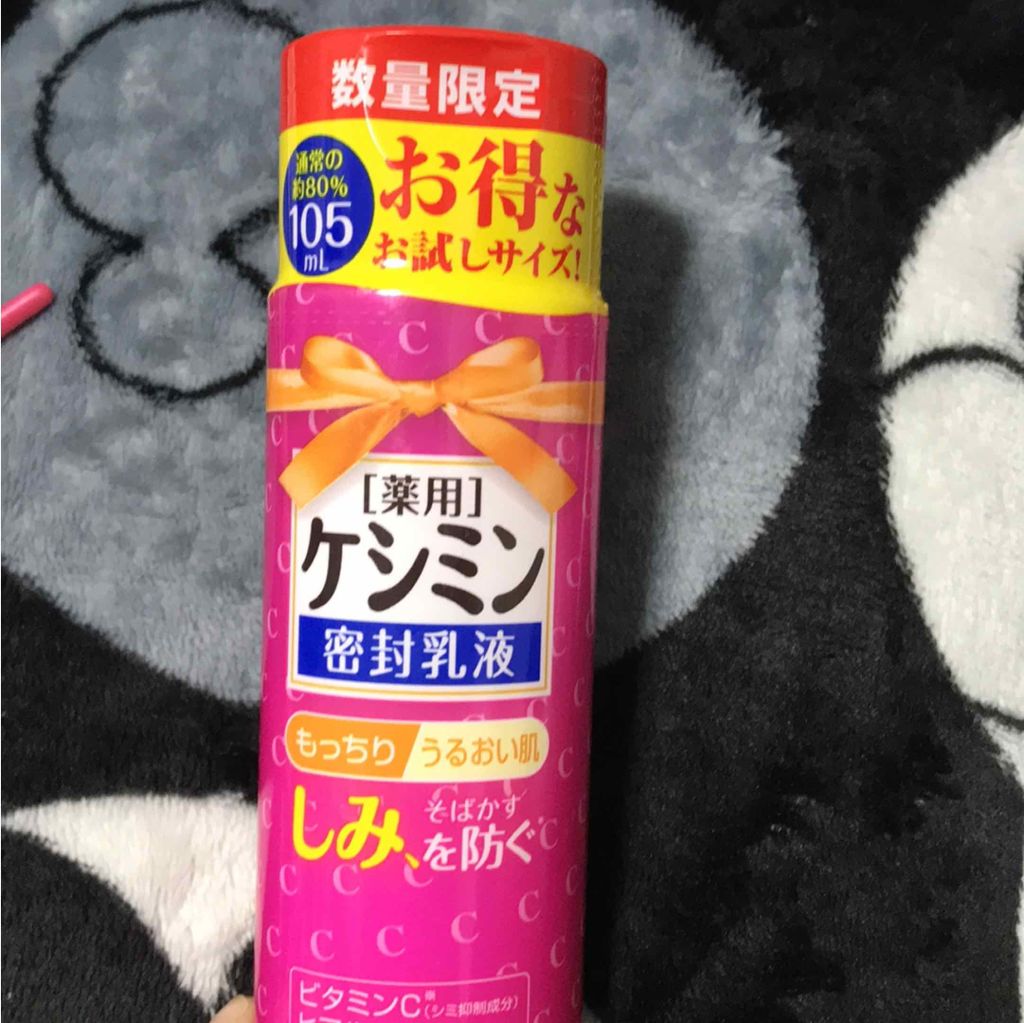 数量限定
通常の
約80%
105
mL
お得な
お試しサイズ!
[薬用]
ケシミン
密封乳液
もっちり うるおい肌
しみ、そばかす
を防ぐ
ビタミンC※(シミ抑制成分)